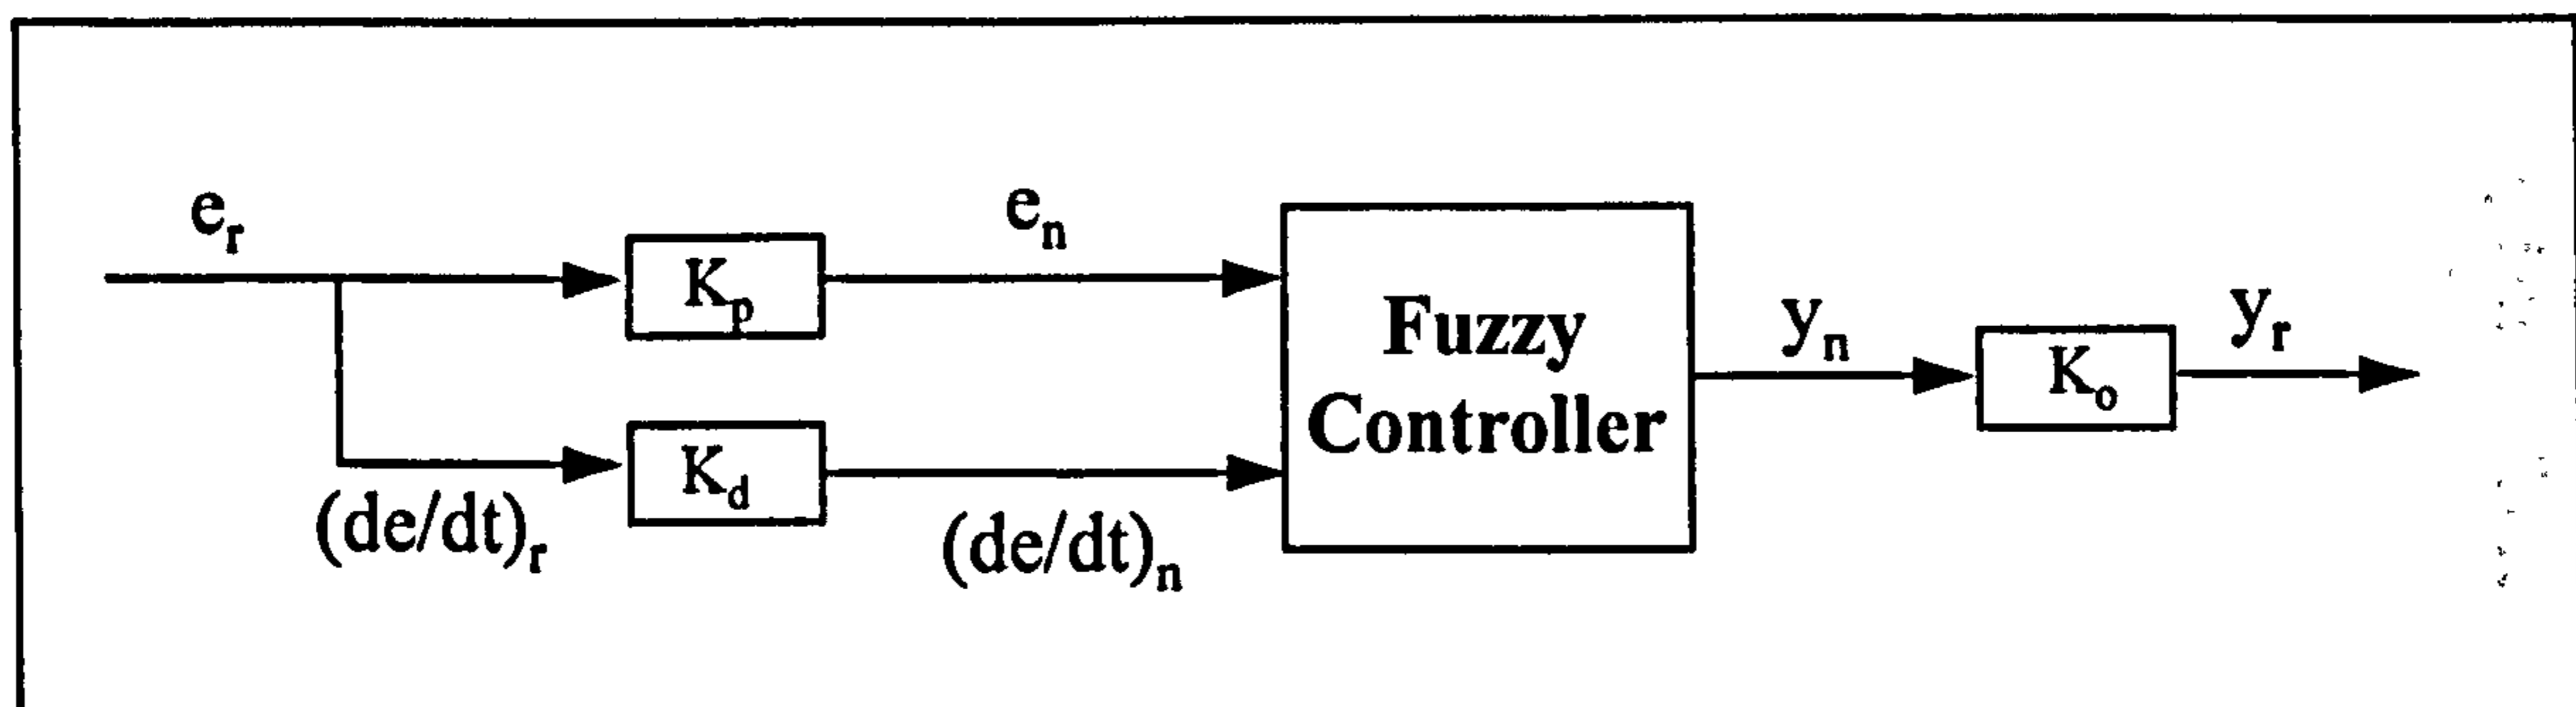 e_r
K_p
e_n
K_d
(de/dt)_r
(de/dt)_n
Fuzzy
Controller
y_n
K_o
y_r